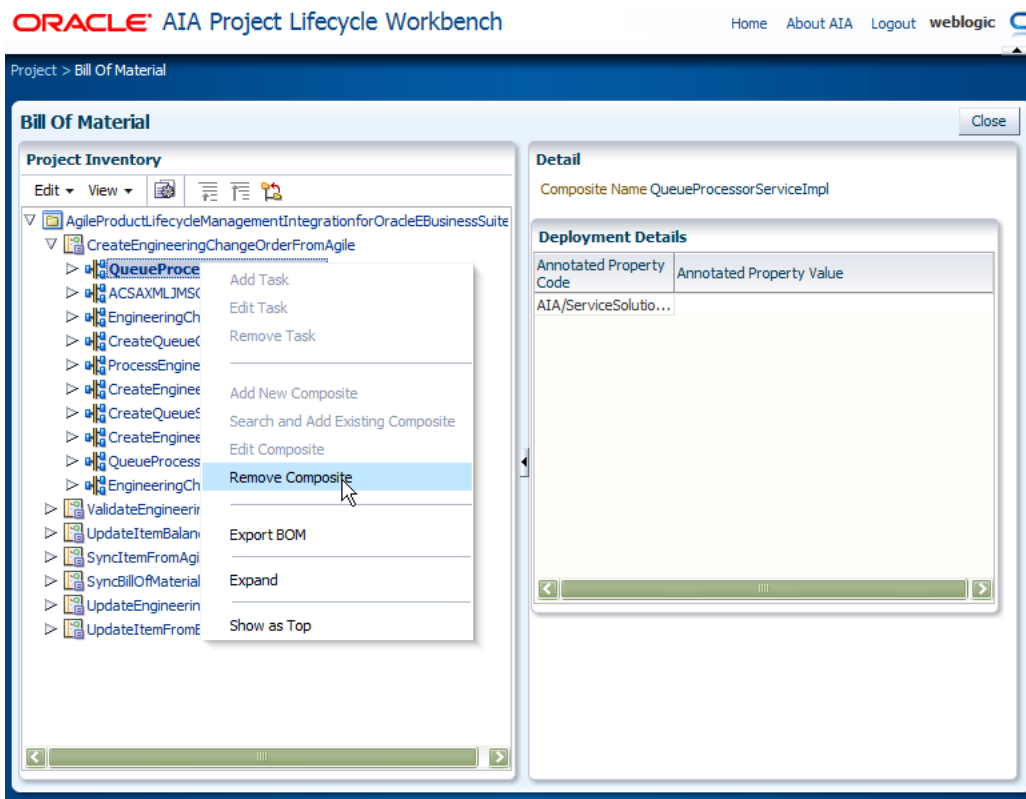 ORACLE AIA Project Lifecycle Workbench
Home About AIA Logout weblogic
Project > Bill Of Material
Bill Of Material
Close
Project Inventory
Edit View
AgileProductLifecycleManagementIntegrationforOracleEBusinessSuite
CreateEngineeringChangeOrderFromAgile
QueueProce
ACSAXMLJMSC
EngineeringCh
CreateQueueC
ProcessEngine
CreateEnginee
CreateQueueS
CreateEnginee
QueueProcess
EngineeringCh
ValidateEngineerin
UpdateItemBalan
SyncItemFromAgi
SyncBillOfMaterial
UpdateEngineerin
UpdateItemFromE
Add Task
Edit Task
Remove Task
Add New Composite
Search and Add Existing Composite
Edit Composite
Remove Composite
Export BOM
Expand
Show as Top
Detail
Composite Name QueueProcessorServiceImpl
Deployment Details
Annotated Property
Code
Annotated Property Value
AIA/ServiceSolutio...